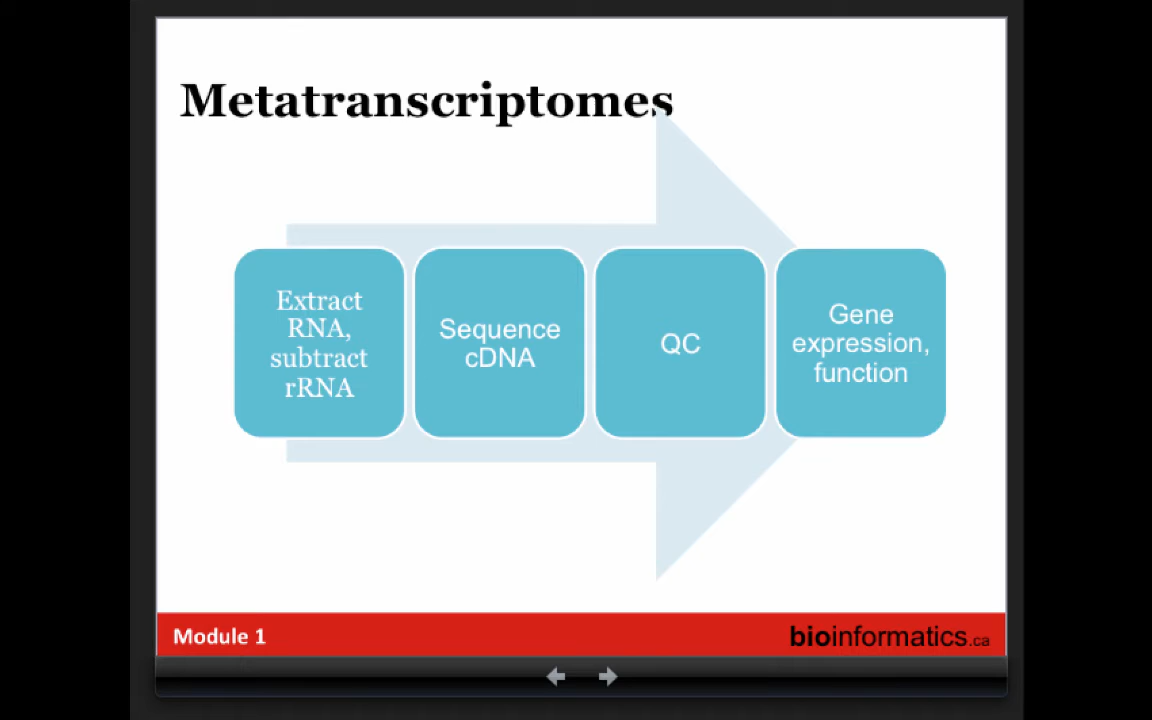 Metatranscriptomes
Extract
RNA,
subtract
rRNA
Sequence
cDNA
QC
Gene
expression,
function
Module 1
bioinformatics.ca